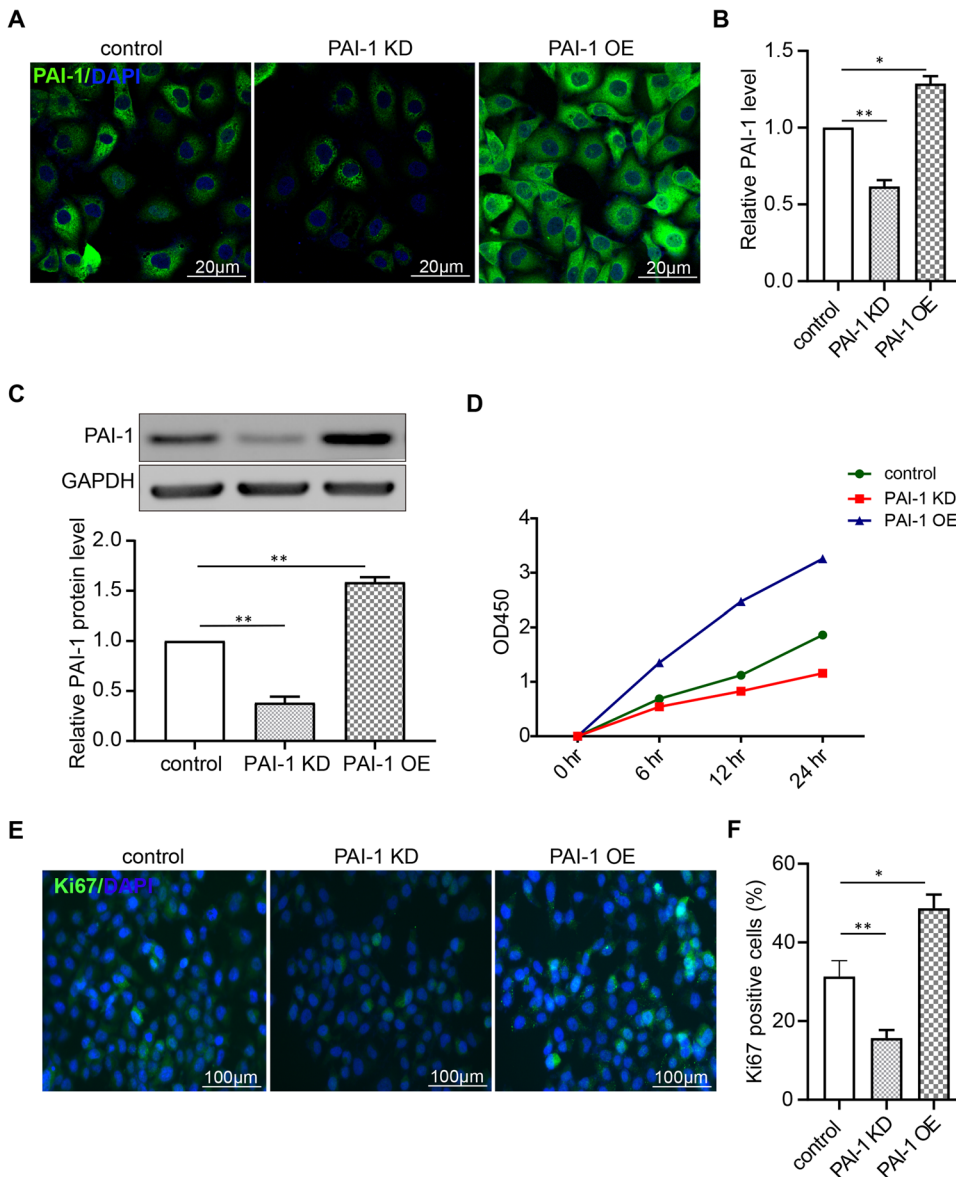 A
control
PAI-1 KD
PAI-1 OE
PAI-1/DAPI
20µm
20µm
20µm
B
Relative PAI-1 level
1.5
1.0
0.5
0.0
*
**
control
PAI-1 KD
PAI-1 OE
C
PAI-1
GAPDH
Relative PAI-1 protein level
2.0
1.5
1.0
0.5
0.0
**
**
control
PAI-1 KD
PAI-1 OE
D
control
PAI-1 KD
PAI-1 OE
OD450
4
3
2
1
0
0 hr
6 hr
12 hr
24 hr
E
control
PAI-1 KD
PAI-1 OE
Ki67/DAPI
100µm
100µm
100µm
F
Ki67 positive cells (%)
60
40
20
0
*
**
control
PAI-1 KD
PAI-1 OE